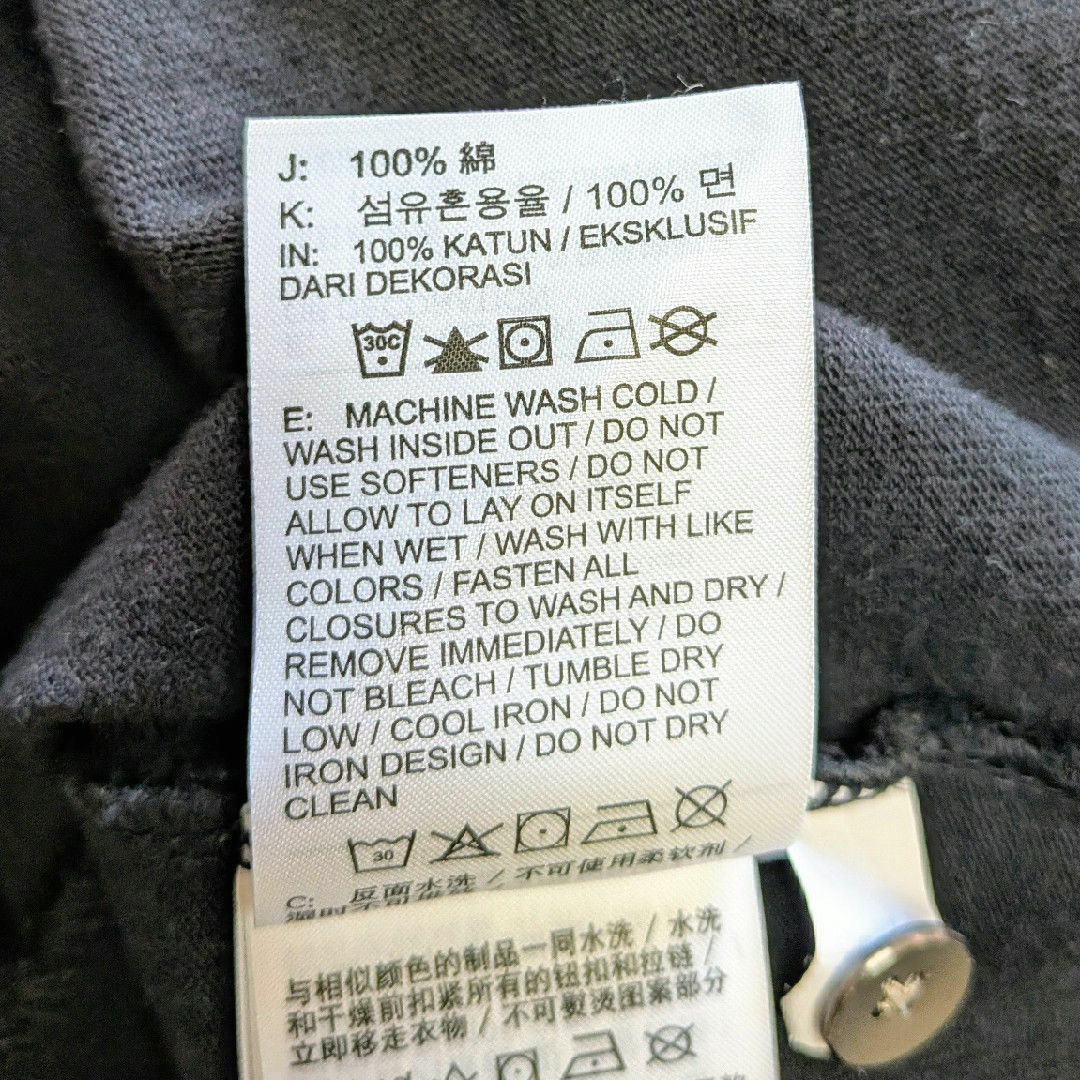 J: 100% 綿
K: 섬유혼용율 / 100% 면
IN: 100% KATUN / EKSKLUSIF
DARI DEKORASI
30C
E: MACHINE WASH COLD /
WASH INSIDE OUT / DO NOT
USE SOFTENERS / DO NOT
ALLOW TO LAY ON ITSELF
WHEN WET / WASH WITH LIKE
COLORS / FASTEN ALL
CLOSURES TO WASH AND DRY /
REMOVE IMMEDIATELY / DO
NOT BLEACH / TUMBLE DRY
LOW / COOL IRON / DO NOT
IRON DESIGN / DO NOT DRY
CLEAN
30
C: 反面水洗 / 不可使用柔软剂 /
与相似颜色的制品一同水洗 / 水洗
和干燥前扣紧所有的钮扣和拉链 /
立即移走衣物 / 不可熨烫图案部分